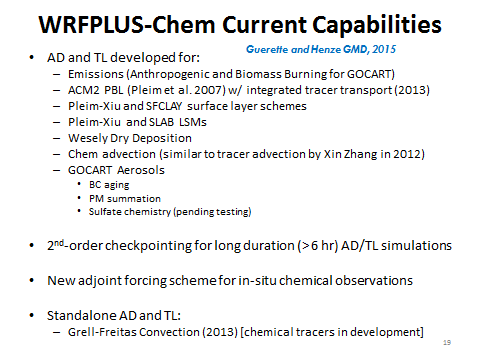 WRFPLUS-Chem Current Capabilities
Guerette and Henze GMD, 2015
• AD and TL developed for:
– Emissions (Anthropogenic and Biomass Burning for GOCART)
– ACM2 PBL (Pleim et al. 2007) w/ integrated tracer transport (2013)
– Pleim-Xiu and SFCLAY surface layer schemes
– Pleim-Xiu and SLAB LSMs
– Wesely Dry Deposition
– Chem advection (similar to tracer advection by Xin Zhang in 2012)
– GOCART Aerosols
• BC aging
• PM summation
• Sulfate chemistry (pending testing)
• 2nd-order checkpointing for long duration (> 6 hr) AD/TL simulations
• New adjoint forcing scheme for in-situ chemical observations
• Standalone AD and TL:
– Grell-Freitas Convection (2013) [chemical tracers in development]
19